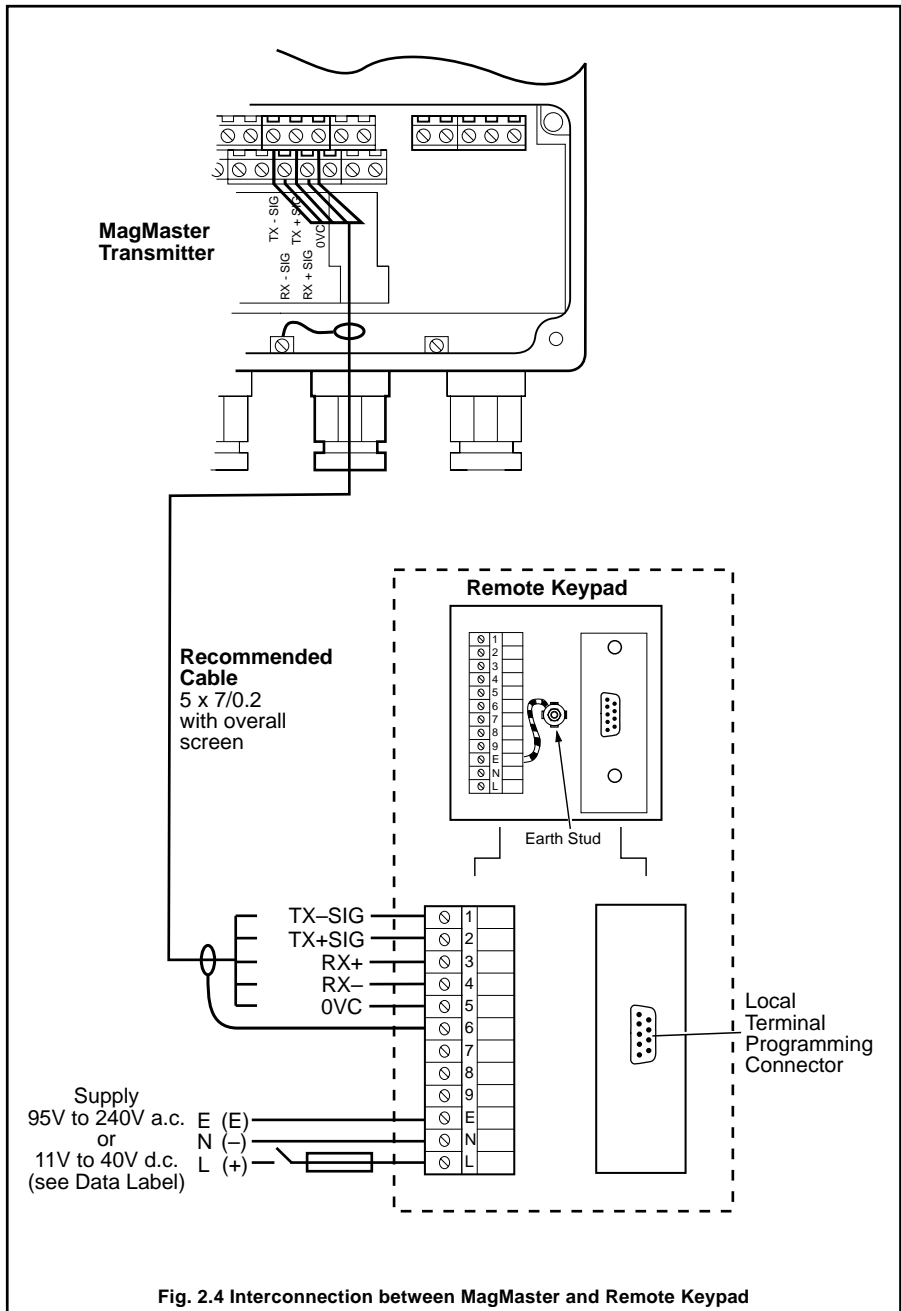 MagMaster
Transmitter
TX - SIG
TX + SIG
0VC
RX - SIG
RX + SIG
Recommended
Cable
5 x 7/0.2
with overall
screen
Remote Keypad
1
2
3
4
5
6
7
8
9
E
N
L
Earth Stud
TX–SIG 1
TX+SIG 2
RX+ 3
RX– 4
0VC 5
6
7
8
9
Supply
95V to 240V a.c.
or
11V to 40V d.c.
(see Data Label)
E (E) E
N (–) N
L (+) L
Local
Terminal
Programming
Connector
Fig. 2.4 Interconnection between MagMaster and Remote Keypad